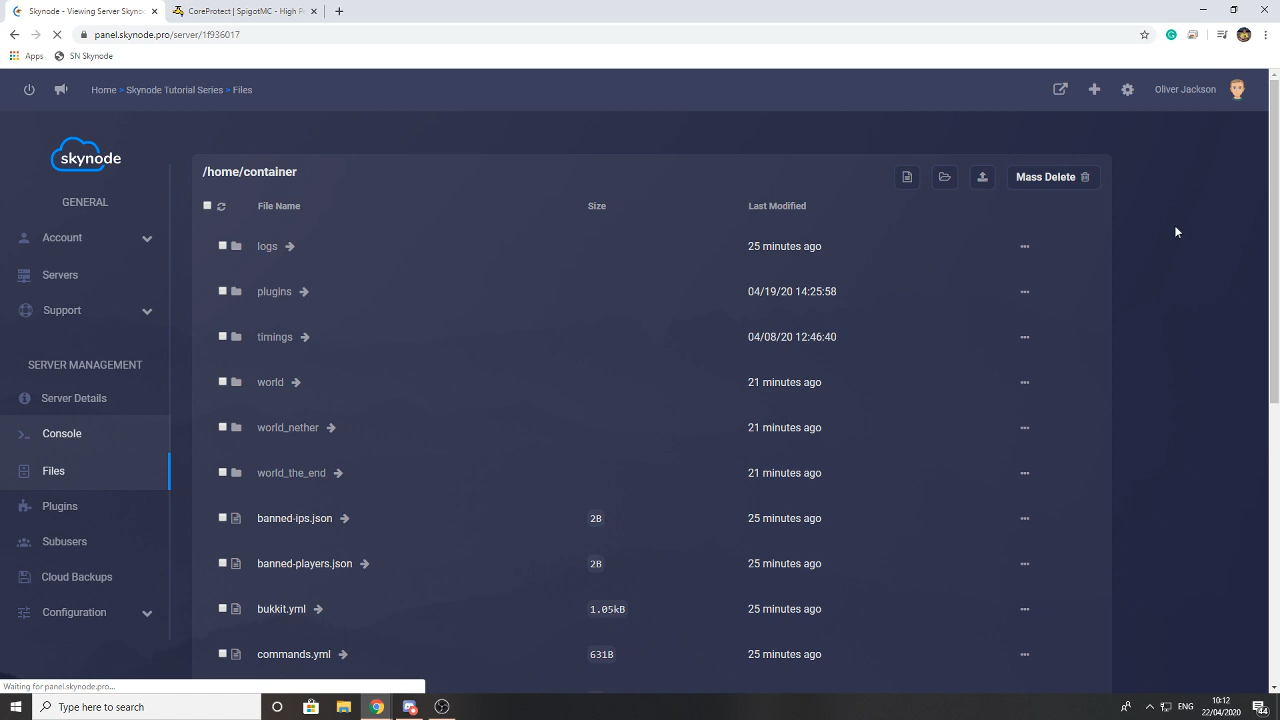 Skynode - Viewing Server Skyno
CoreProtect | SpigotMC - High P
panel.skynode.pro/server/1f936017
Apps
SN Skynode
Home > Skynode Tutorial Series > Files
Oliver Jackson
skynode
GENERAL
Account
Servers
Support
SERVER MANAGEMENT
Server Details
Console
Files
Plugins
Subusers
Cloud Backups
Configuration
/home/container
Mass Delete
File Name Size Last Modified
logs 25 minutes ago
plugins 04/19/20 14:25:58
timings 04/08/20 12:46:40
world 21 minutes ago
world_nether 21 minutes ago
world_the_end 21 minutes ago
banned-ips.json 2B 25 minutes ago
banned-players.json 2B 25 minutes ago
bukkit.yml 1.05kB 25 minutes ago
commands.yml 631B 25 minutes ago
Waiting for panel.skynode.pro...
Type here to search
ENG
10:12
22/04/2020
44